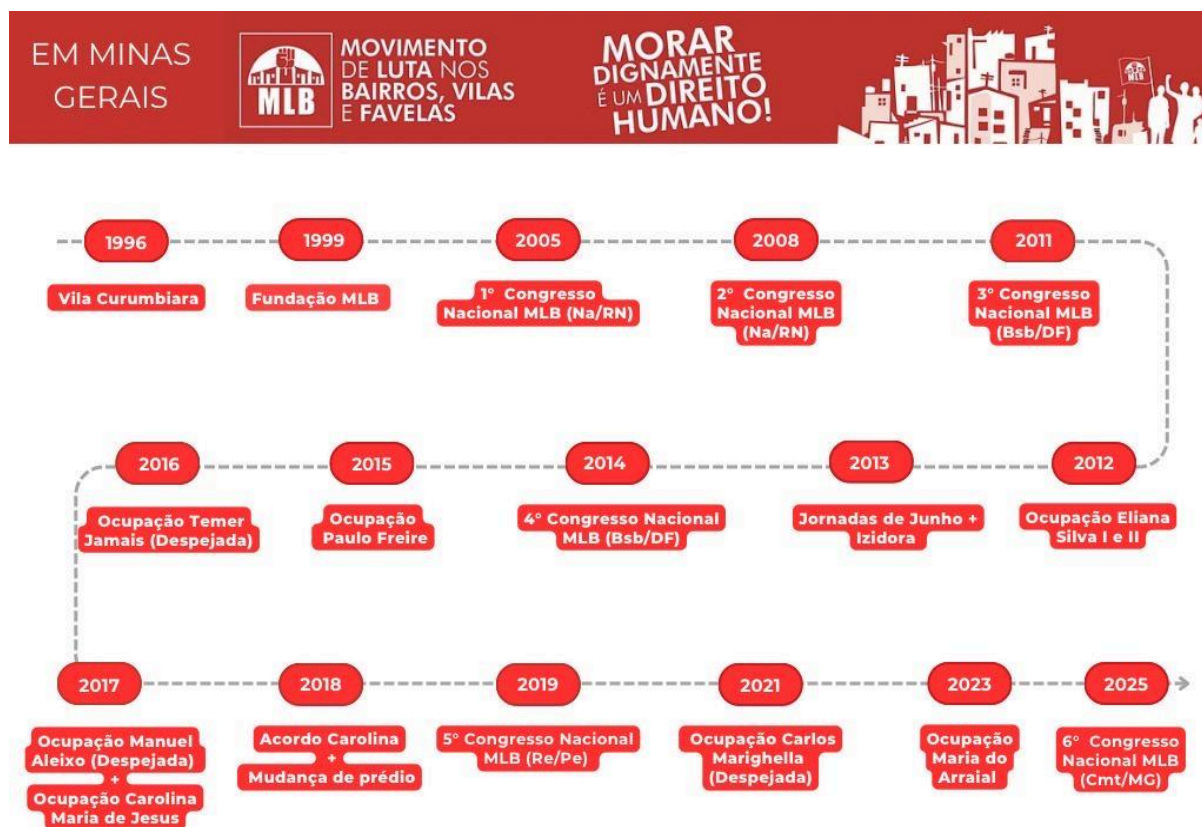 EM MINAS
GERAIS
MLB
MOVIMENTO
DE LUTA NOS
BAIRROS, VILAS
E FAVELAS
MORAR
DIGNAMENTE
É UM DIREITO
HUMANO!
MLB
1996
1999
2005
2008
2011
Vila Curumbiara
Fundação MLB
1° Congresso
Nacional MLB (Na/RN)
2° Congresso
Nacional MLB
(Na/RN)
3° Congresso
Nacional MLB
(Bsb/DF)
2016
2015
2014
2013
2012
Ocupação Temer
Jamais (Despejada)
Ocupação
Paulo Freire
4° Congresso Nacional
MLB (Bsb/DF)
Jornadas de Junho +
Izidora
Ocupação Eliana
Silva I e II
2017
2018
2019
2021
2023
2025
Ocupação Manuel
Aleixo (Despejada)
+
Ocupação Carolina
Maria de Jesus
Acordo Carolina
+
Mudança de prédio
5° Congresso Nacional
MLB (Re/Pe)
Ocupação Carlos
Marighella
(Despejada)
Ocupação
Maria do
Arraial
6° Congresso
Nacional MLB
(Cmt/MG)